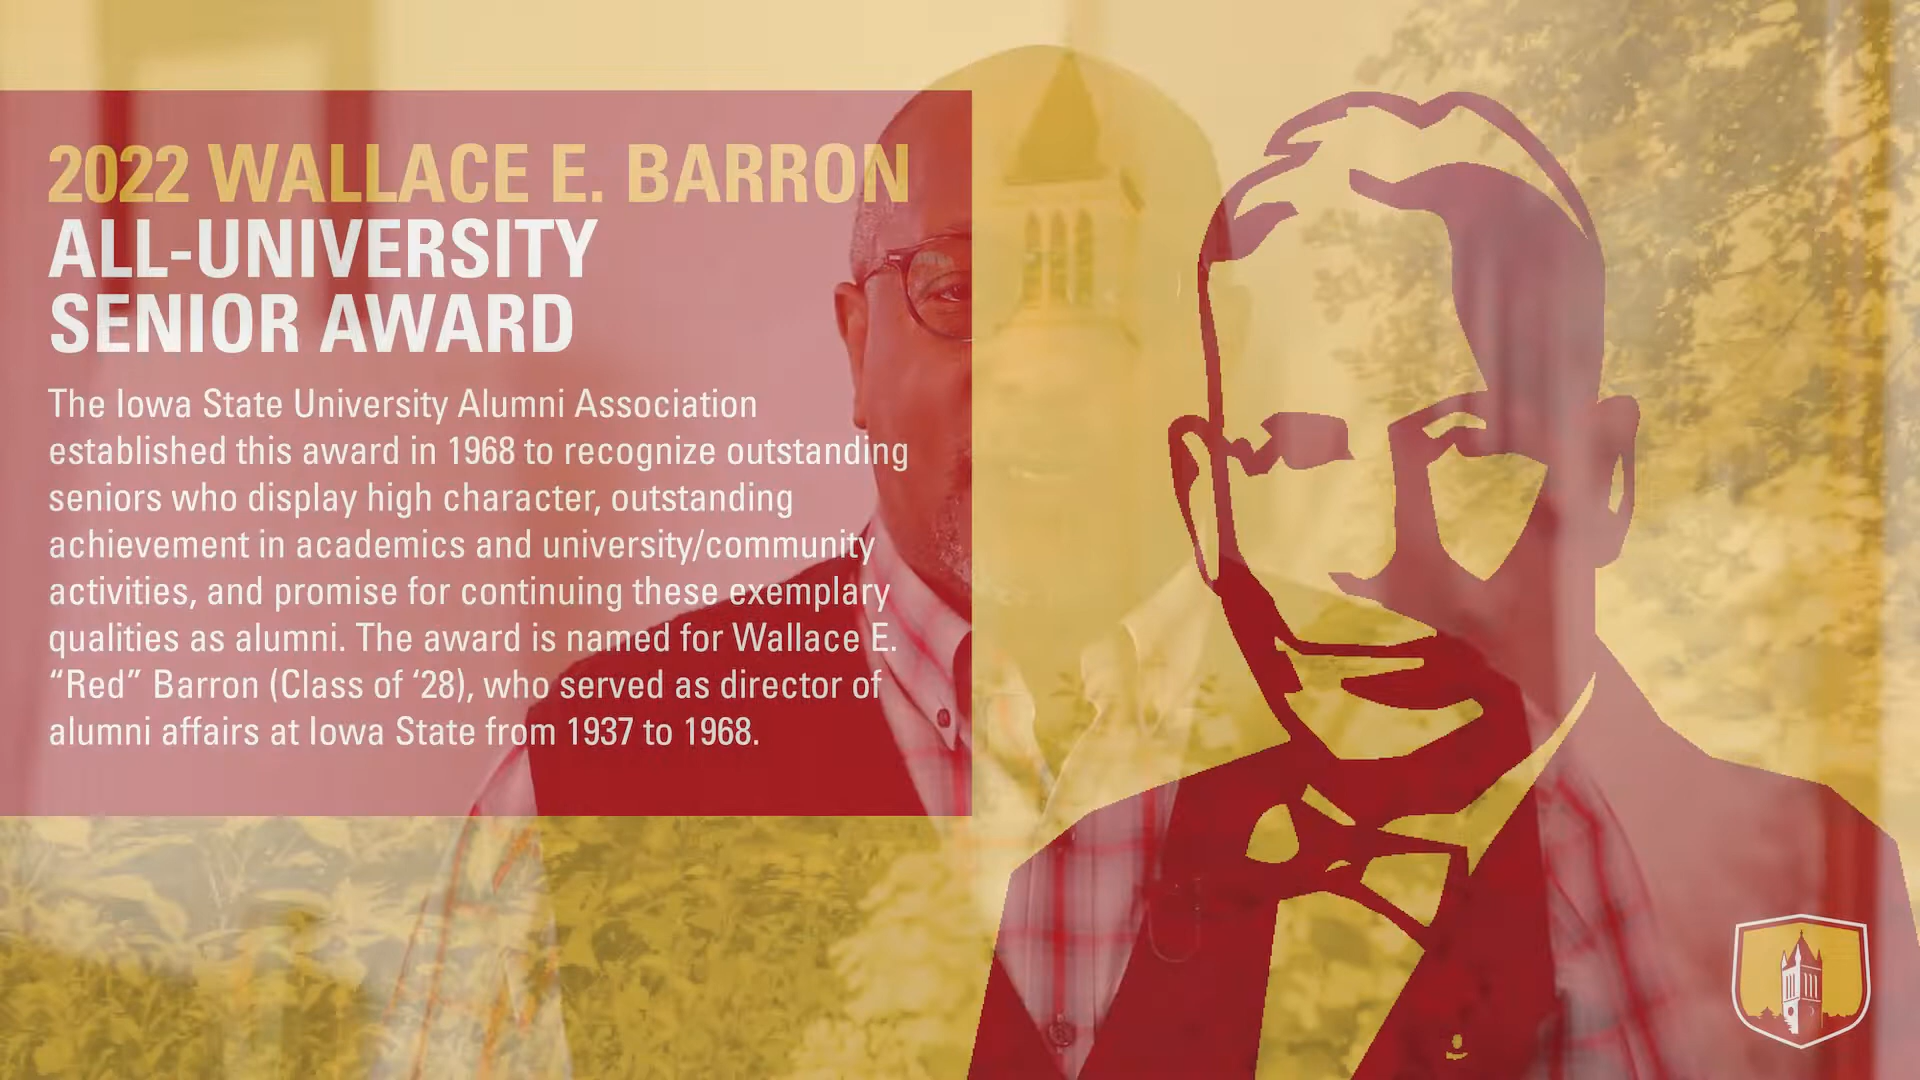 2022 WALLACE E. BARRON
ALL-UNIVERSITY
SENIOR AWARD
The Iowa State University Alumni Association
established this award in 1968 to recognize outstanding
seniors who display high character, outstanding
achievement in academics and university/community
activities, and promise for continuing these exemplary
qualities as alumni. The award is named for Wallace E.
“Red” Barron (Class of ‘28), who served as director of
alumni affairs at Iowa State from 1937 to 1968.